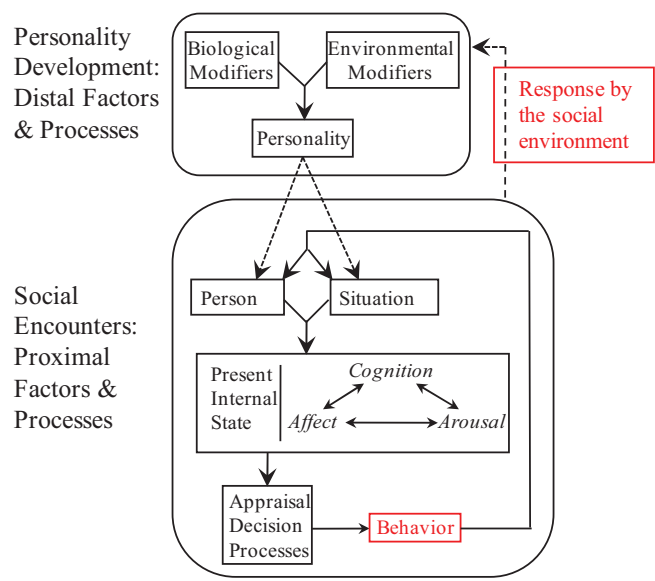 Personality
Development:
Distal Factors
& Processes
Biological
Modifiers
Environmental
Modifiers
Personality
Response by
the social
environment
Social
Encounters:
Proximal
Factors &
Processes
Person
Situation
Present
Internal
State
Cognition
Affect
Arousal
Appraisal
Decision
Processes
Behavior